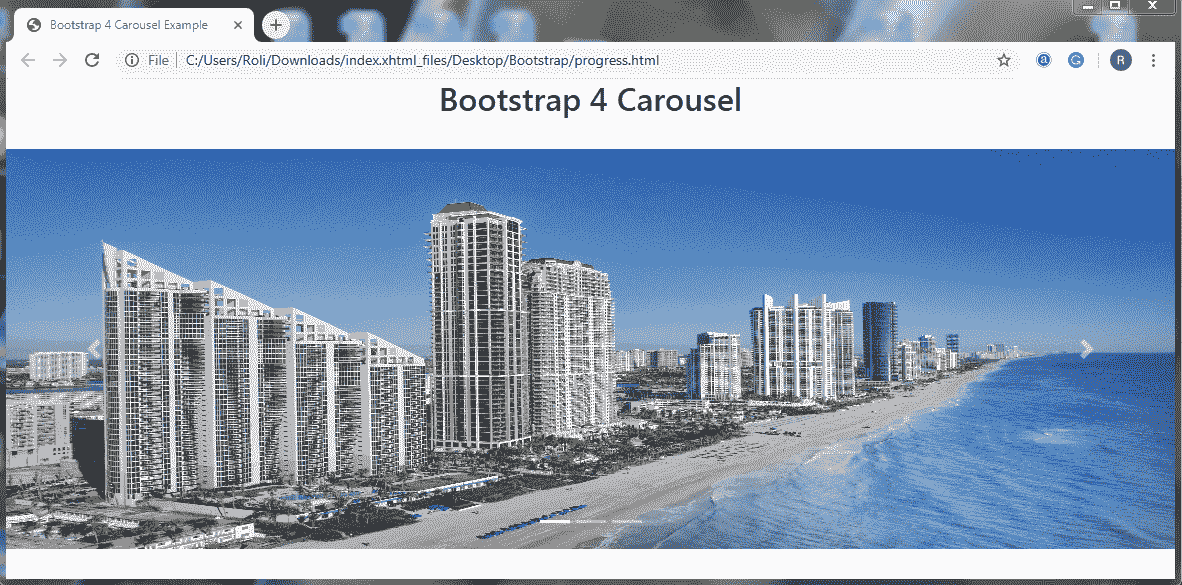 Bootstrap 4 Carousel Example
File
C:/Users/Roli/Downloads/index.xhtml_files/Desktop/Bootstrap/progress.html
a
G
R
Bootstrap 4 Carousel